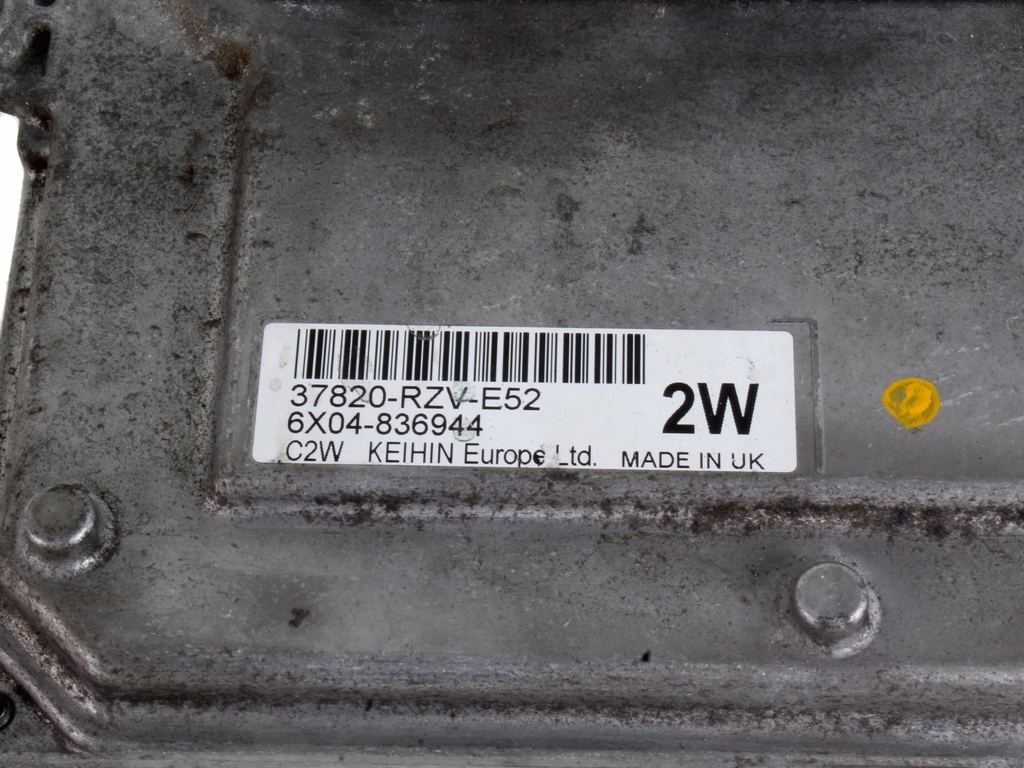 37820-RZV-E52
6X04-836944
2W
C2W KEIHIN Europe Ltd. MADE IN UK